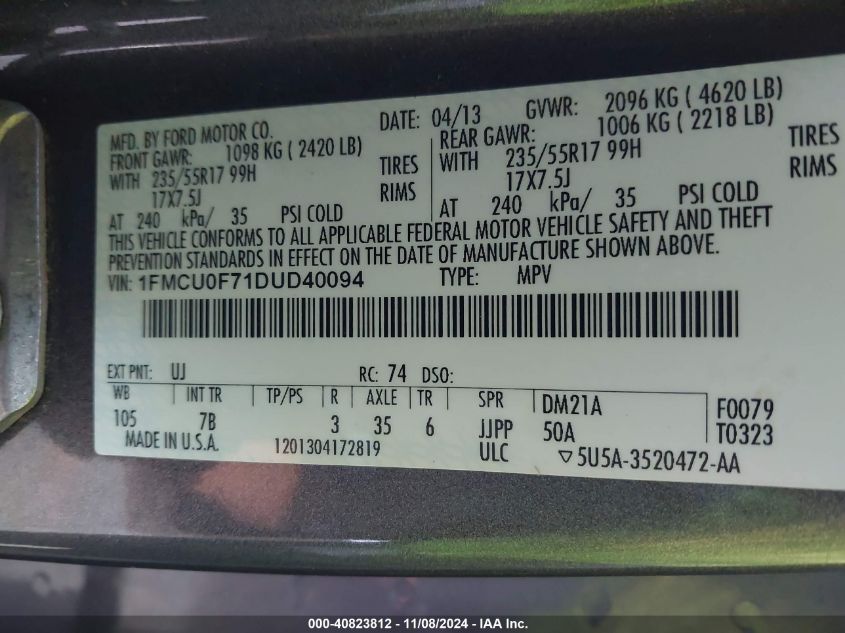 MFD. BY FORD MOTOR CO. DATE: 04/13 GVWR: 2096 KG ( 4620 LB)
FRONT GAWR: 1098 KG ( 2420 LB) REAR GAWR: 1006 KG ( 2218 LB)
WITH 235/55R17 99H TIRES WITH 235/55R17 99H TIRES
17X7.5J RIMS 17X7.5J RIMS
AT 240 kPa/ 35 PSI COLD AT 240 kPa/ 35 PSI COLD
THIS VEHICLE CONFORMS TO ALL APPLICABLE FEDERAL MOTOR VEHICLE SAFETY AND THEFT
PREVENTION STANDARDS IN EFFECT ON THE DATE OF MANUFACTURE SHOWN ABOVE.
VIN: 1FMCU0F71DUD40094 TYPE: MPV
EXT PNT: UJ RC: 74 DSO:
WB INT TR TP/PS R AXLE TR SPR DM21A F0079
105 7B 3 35 6 JJPP 50A T0323
MADE IN U.S.A. 1201304172819 ULC ▽5U5A-3520472-AA
000-40823812 - 11/08/2024 - IAA Inc.